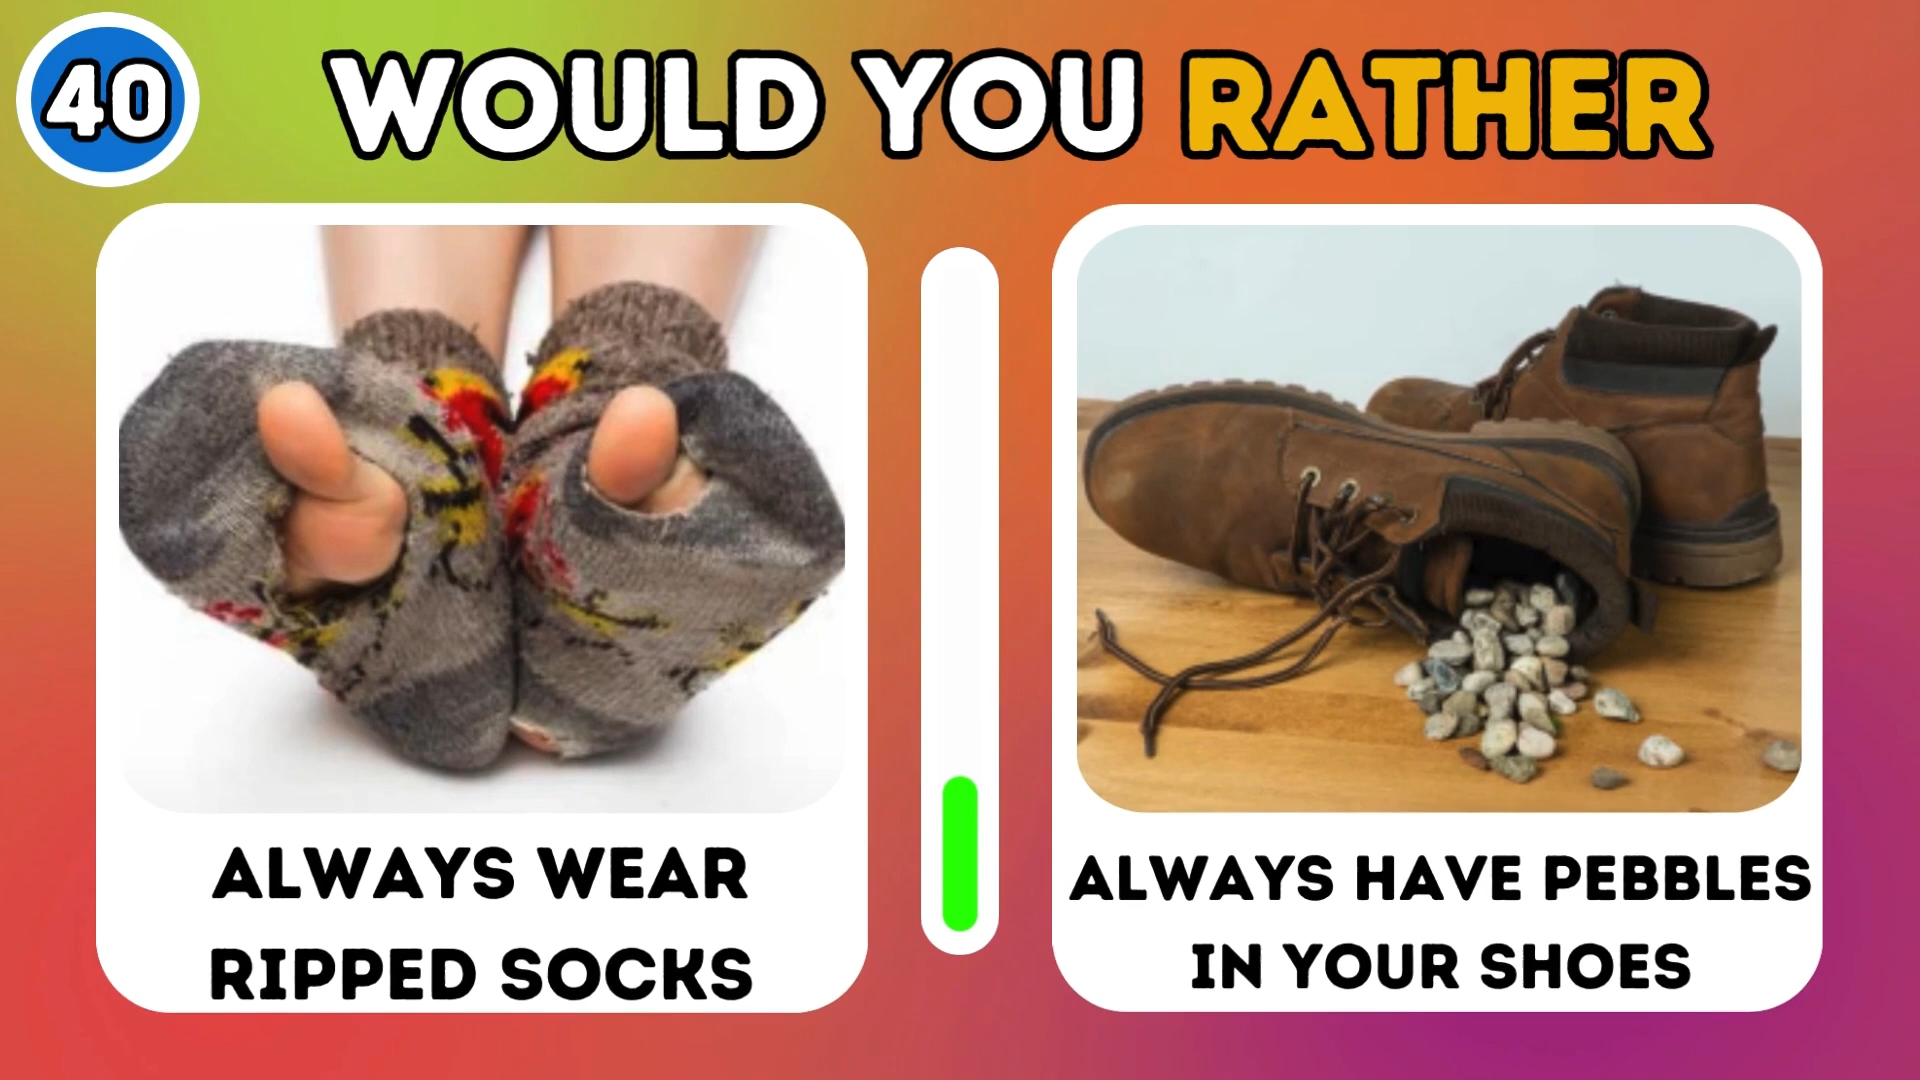 40
WOULD YOU RATHER
ALWAYS WEAR
RIPPED SOCKS
ALWAYS HAVE PEBBLES
IN YOUR SHOES